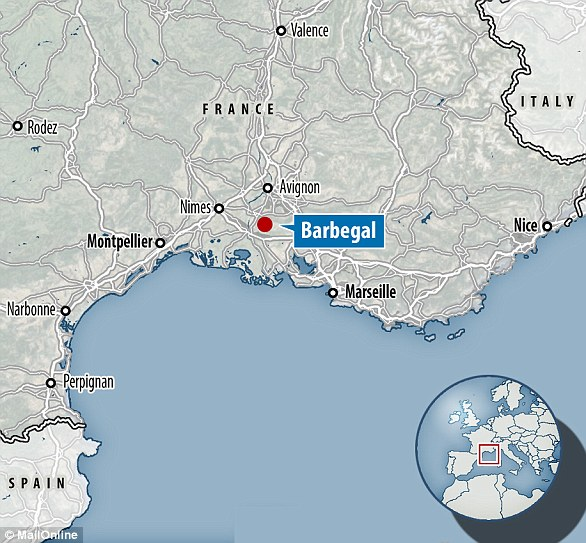 Valence
FRANCE
ITALY
Rodez
Avignon
Nimes
Barbegal
Nice
Montpellier
Marseille
Narbonne
Perpignan
SPAIN
© MailOnline